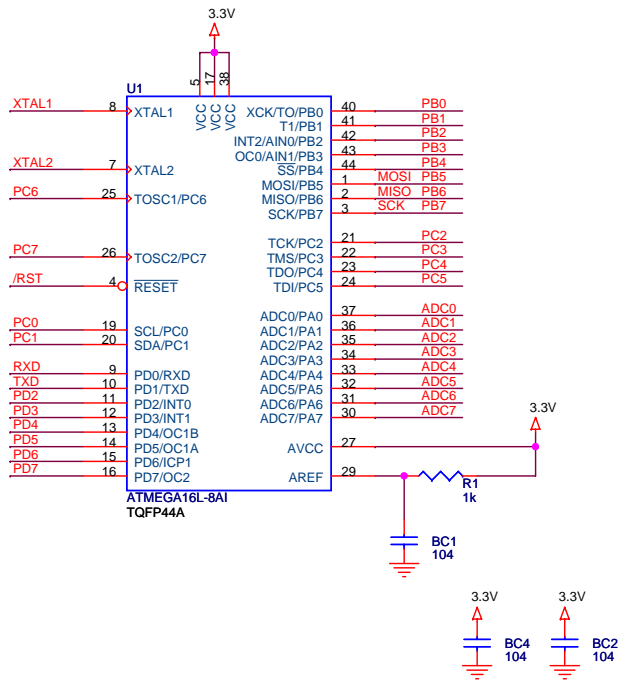 3.3V
U1
5 17 38
VCC VCC VCC
XTAL1 8 XTAL1 XCK/TO/PB0 40 PB0
T1/PB1 41 PB1
INT2/AIN0/PB2 42 PB2
OC0/AIN1/PB3 43 PB3
XTAL2 7 XTAL2 SS/PB4 44 PB4
MOSI/PB5 1 MOSI PB5
PC6 25 TOSC1/PC6 MISO/PB6 2 MISO PB6
SCK/PB7 3 SCK PB7
TCK/PC2 21 PC2
PC7 26 TOSC2/PC7 TMS/PC3 22 PC3
TDO/PC4 23 PC4
/RST 4 RESET TDI/PC5 24 PC5
ADC0/PA0 37 ADC0
PC0 19 SCL/PC0 ADC1/PA1 36 ADC1
PC1 20 SDA/PC1 ADC2/PA2 35 ADC2
ADC3/PA3 34 ADC3
RXD 9 PD0/RXD ADC4/PA4 33 ADC4
TXD 10 PD1/TXD ADC5/PA5 32 ADC5
PD2 11 PD2/INT0 ADC6/PA6 31 ADC6
PD3 12 PD3/INT1 ADC7/PA7 30 ADC7
3.3V
PD4 13 PD4/OC1B
PD5 14 PD5/OC1A AVCC 27
PD6 15 PD6/ICP1
PD7 16 PD7/OC2 AREF 29
R1
1k
ATMEGA16L-8AI
TQFP44A
BC1
104
3.3V 3.3V
BC4 BC2
104 104